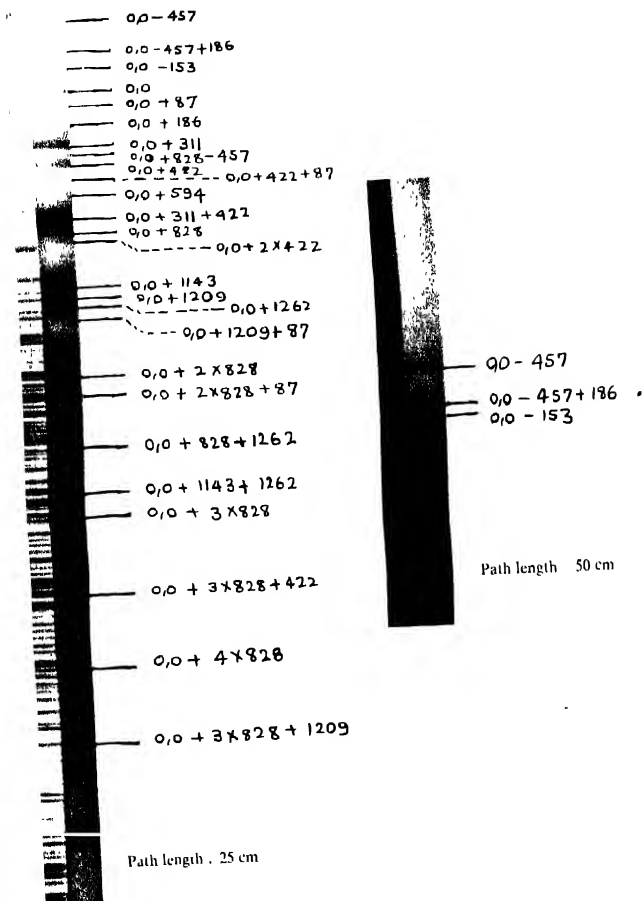 0,0 - 457
0,0 - 457 + 186
0,0 - 153
0,0
0,0 + 87
0,0 + 186
0,0 + 311
0,0 + 828 - 457
0,0 + 482
0,0 + 422 + 87
0,0 + 594
0,0 + 311 + 422
0,0 + 828
0,0 + 2 × 422
0,0 + 1143
0,0 + 1209
0,0 + 1262
0,0 + 1209 + 87
0,0 + 2 × 828
0,0 + 2 × 828 + 87
0,0 + 828 + 1262
0,0 + 1143 + 1262
0,0 + 3 × 828
0,0 + 3 × 828 + 422
0,0 + 4 × 828
0,0 + 3 × 828 + 1209
Path length . 25 cm
0,0 - 457
0,0 - 457 + 186
0,0 - 153
Path length 50 cm